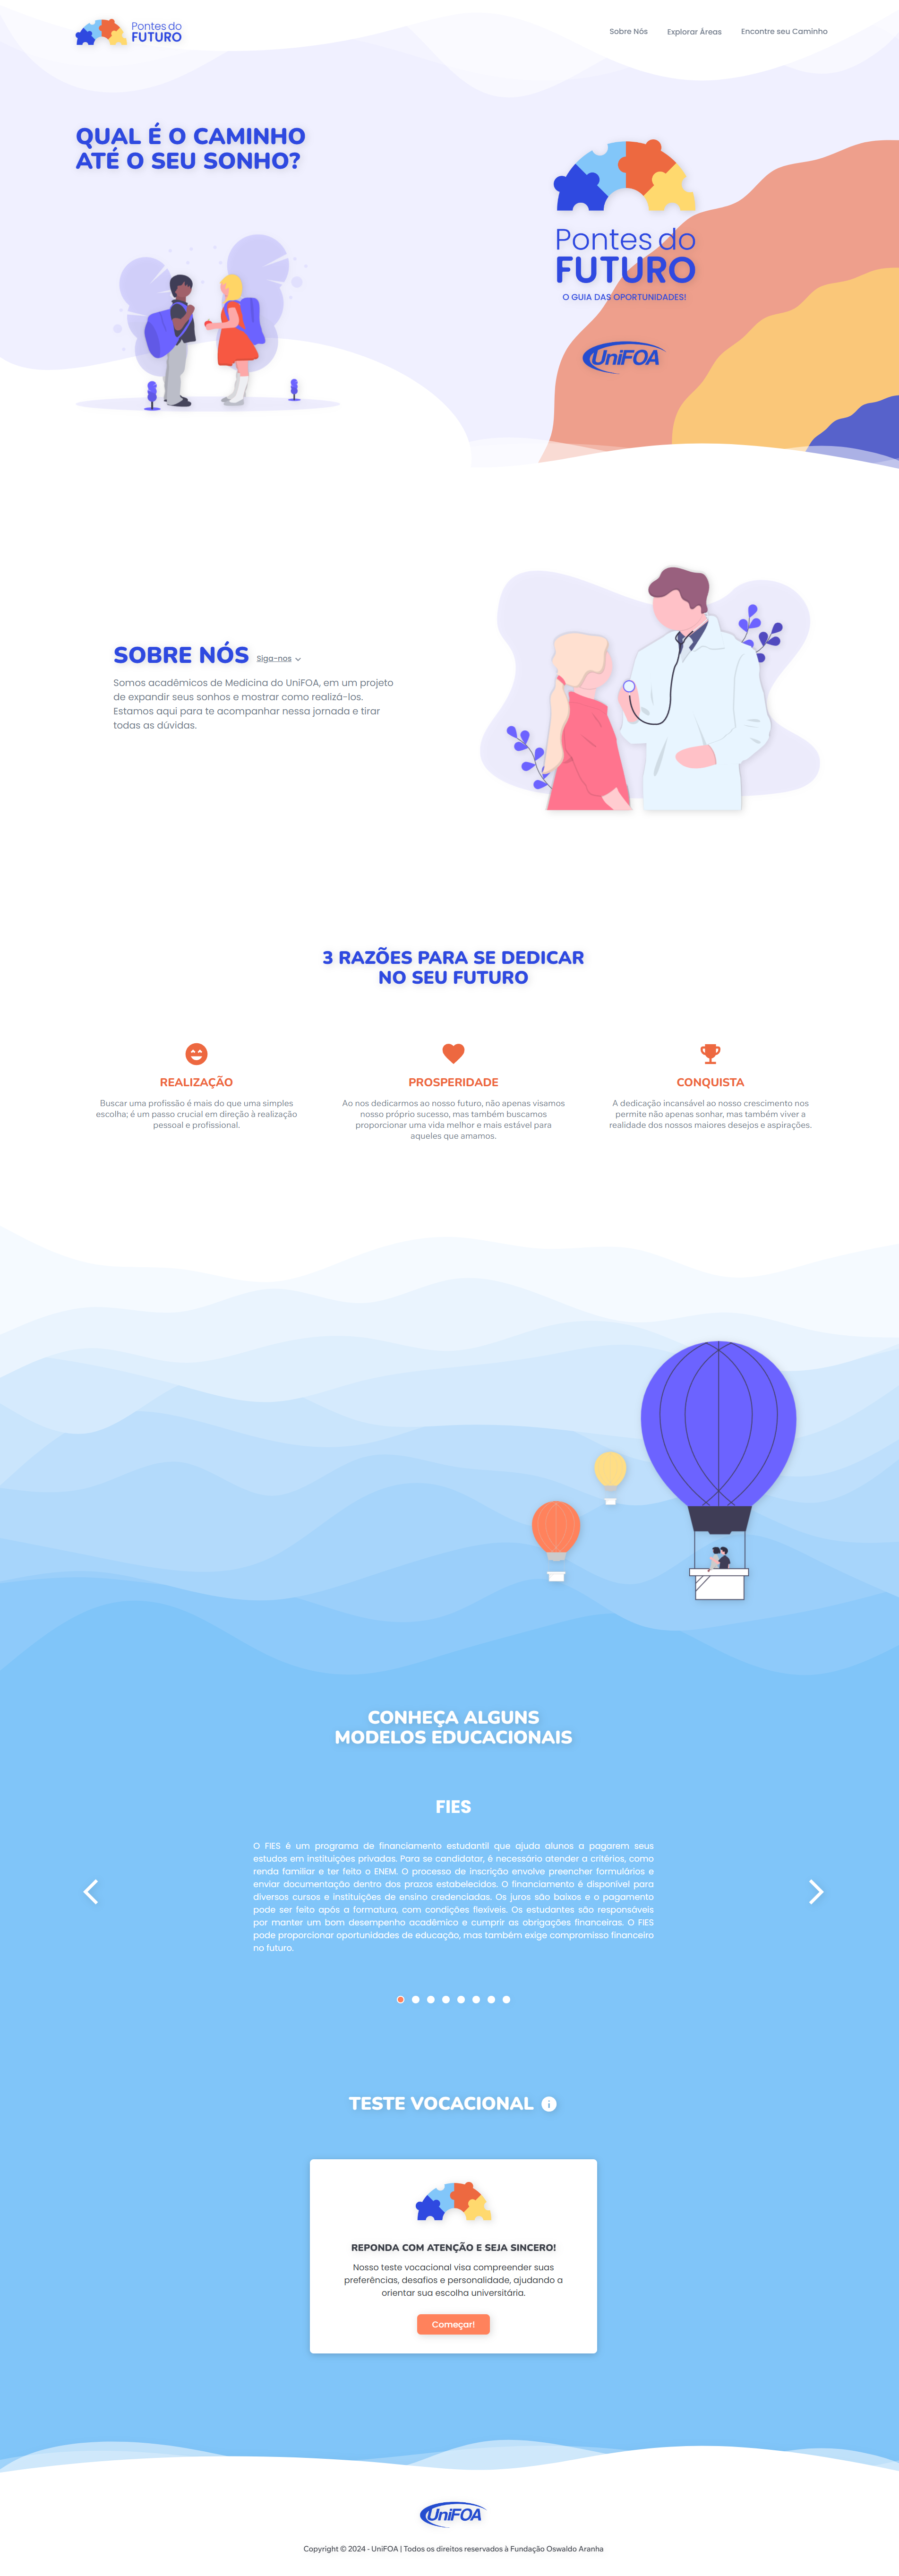 Pontes do
FUTURO
Sobre Nós
Explorar Áreas
Encontre seu Caminho
QUAL É O CAMINHO
ATÉ O SEU SONHO?
Pontes do
FUTURO
O GUIA DAS OPORTUNIDADES!
UniFOA
SOBRE NÓS Siga-nos
Somos acadêmicos de Medicina do UniFOA, em um projeto
de expandir seus sonhos e mostrar como realizá-los.
Estamos aqui para te acompanhar nessa jornada e tirar
todas as dúvidas.
3 RAZÕES PARA SE DEDICAR
NO SEU FUTURO
REALIZAÇÃO
Buscar uma profissão é mais do que uma simples
escolha; é um passo crucial em direção à realização
pessoal e profissional.
PROSPERIDADE
Ao nos dedicarmos ao nosso futuro, não apenas visamos
nosso próprio sucesso, mas também buscamos
proporcionar uma vida melhor e mais estável para
aqueles que amamos.
CONQUISTA
A dedicação incansável ao nosso crescimento nos
permite não apenas sonhar, mas também viver a
realidade dos nossos maiores desejos e aspirações.
CONHEÇA ALGUNS
MODELOS EDUCACIONAIS
FIES
O FIES é um programa de financiamento estudantil que ajuda alunos a pagarem seus
estudos em instituições privadas. Para se candidatar, é necessário atender a critérios, como
renda familiar e ter feito o ENEM. O processo de inscrição envolve preencher formulários e
enviar documentação dentro dos prazos estabelecidos. O financiamento é disponível para
diversos cursos e instituições de ensino credenciadas. Os juros são baixos e o pagamento
pode ser feito após a formatura, com condições flexíveis. Os estudantes são responsáveis
por manter um bom desempenho acadêmico e cumprir as obrigações financeiras. O FIES
pode proporcionar oportunidades de educação, mas também exige compromisso financeiro
no futuro.
TESTE VOCACIONAL
REPONDA COM ATENÇÃO E SEJA SINCERO!
Nosso teste vocacional visa compreender suas
preferências, desafios e personalidade, ajudando a
orientar sua escolha universitária.
Começar!
UniFOA
Copyright © 2024 - UniFOA | Todos os direitos reservados à Fundação Oswaldo Aranha